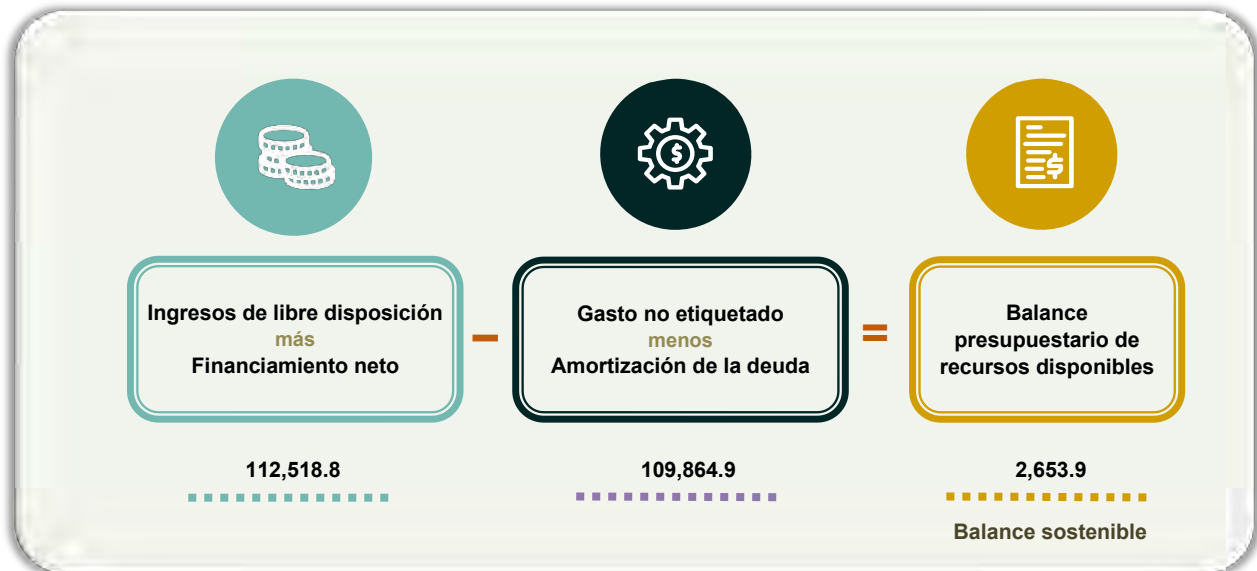 Ingresos de libre disposición
más
Financiamiento neto
−
Gasto no etiquetado
menos
Amortización de la deuda
=
Balance
presupuestario de
recursos disponibles
112,518.8
109,864.9
2,653.9
Balance sostenible